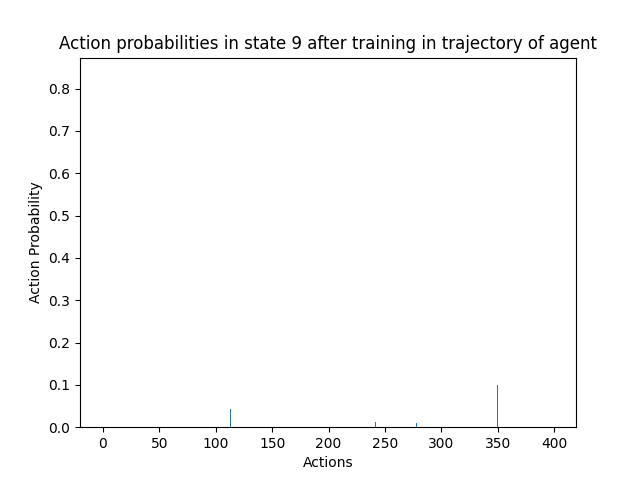 Action probabilities in state 9 after training in trajectory of agent
0.8
0.7
0.6
0.5
0.4
0.3
0.2
0.1
0.0
Action Probability
0 50 100 150 200 250 300 350 400
Actions